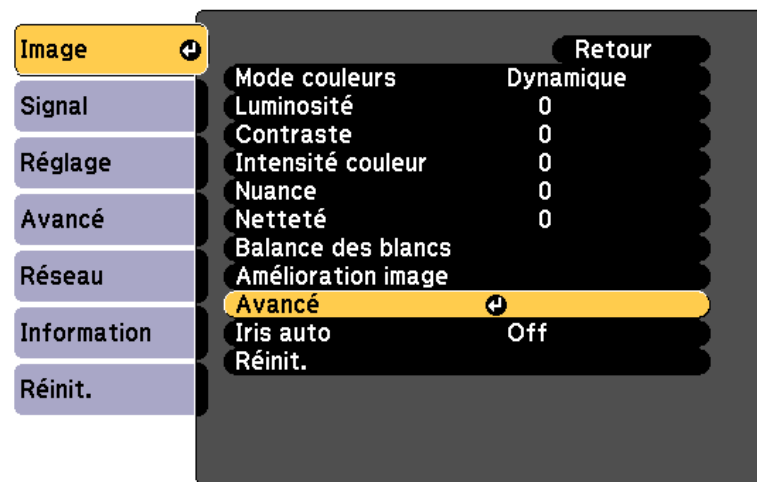 Image
Signal
Réglage
Avancé
Réseau
Information
Réinit.
Retour
Mode couleurs Dynamique
Luminosité 0
Contraste 0
Intensité couleur 0
Nuance 0
Netteté 0
Balance des blancs
Amélioration image
Avancé
Iris auto Off
Réinit.